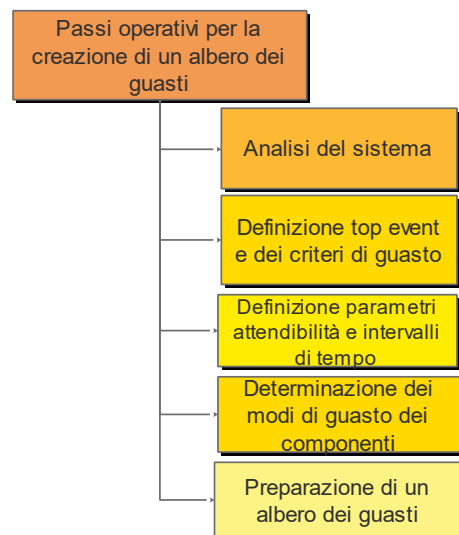 Passi operativi per la
creazione di un albero dei
guasti
Analisi del sistema
Definizione top event
e dei criteri di guasto
Definizione parametri
attendibilità e intervalli
di tempo
Determinazione dei
modi di guasto dei
componenti
Preparazione di un
albero dei guasti